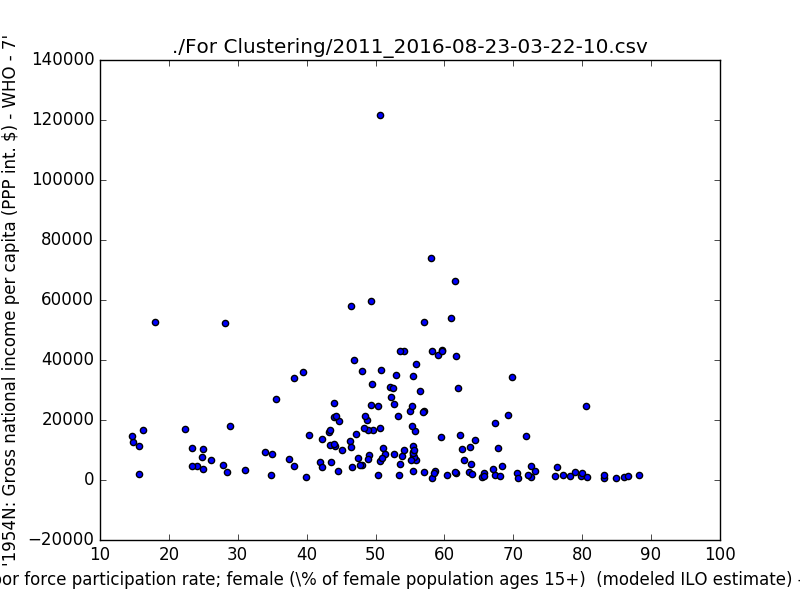 ./For Clustering/2011_2016-08-23-03-22-10.csv
'1954N: Gross national income per capita (PPP int. $) - WHO - 7'
140000
120000
100000
80000
60000
40000
20000
0
−20000
10 20 30 40 50 60 70 80 90 100
or force participation rate; female (\% of female population ages 15+) (modeled ILO estimate) -